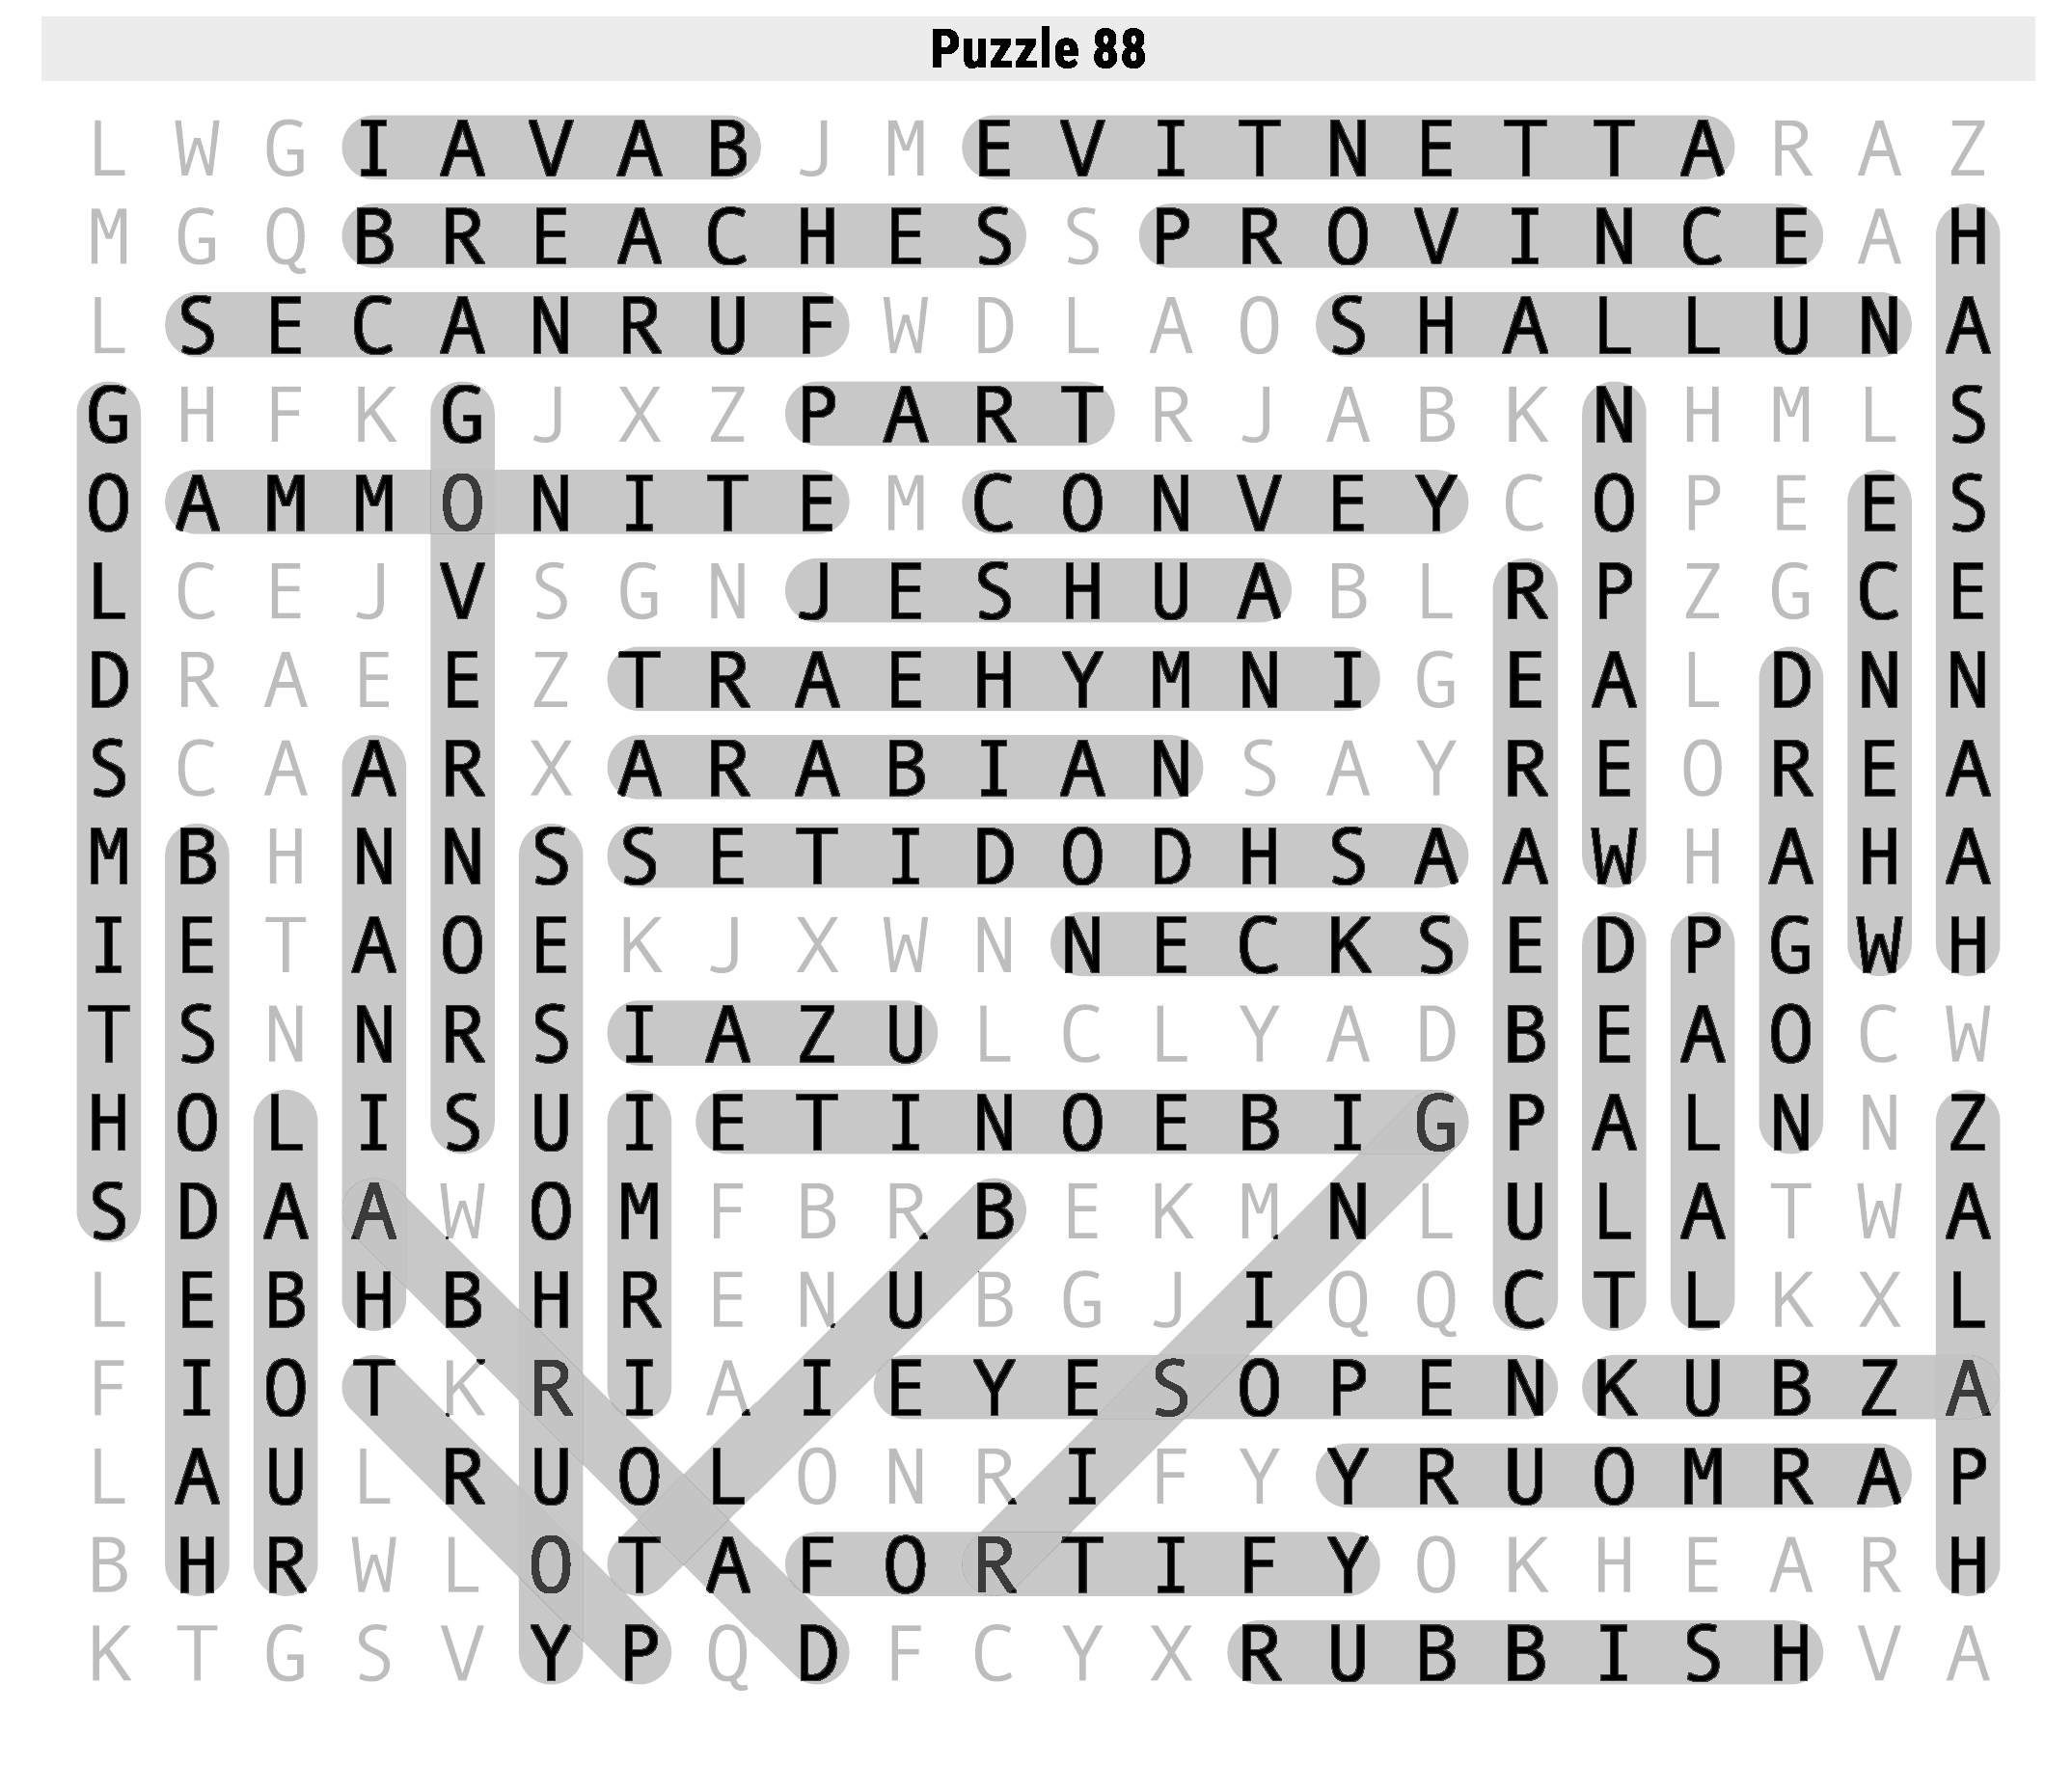 Puzzle 88
L W G I A V A B J M E V I T N E T T A R A Z
M G Q B R E A C H E S S P R O V I N C E A H
L S E C A N R U F W D L A O S H A L L U N A
G H F K G J X Z P A R T R J A B K N H M L S
O A M M O N I T E M C O N V E Y C O P E E S
L C E J V S G N J E S H U A B L R P Z G C E
D R A E E Z T R A E H Y M N I G E A L D N N
S C A A R X A R A B I A N S A Y R E O R E A
M B H N N S S E T I D O D H S A A W H A H A
I E T A O E K J X W N N E C K S E D P G W H
T S N N R S I A Z U L C L Y A D B E A O C W
H O L I S U I E T I N O E B I G P A L N N Z
S D A A W O M F B R B E K M N L U L A T W A
L E B H B H R E N U B G J I Q Q C T L K X L
F I O T K R I A I E Y E S O P E N K U B Z A
L A U L R U O L O N R I F Y Y R U O M R A P
B H R W L O T A F O R T I F Y O K H E A R H
K T G S V Y P Q D F C Y X R U B B I S H V A